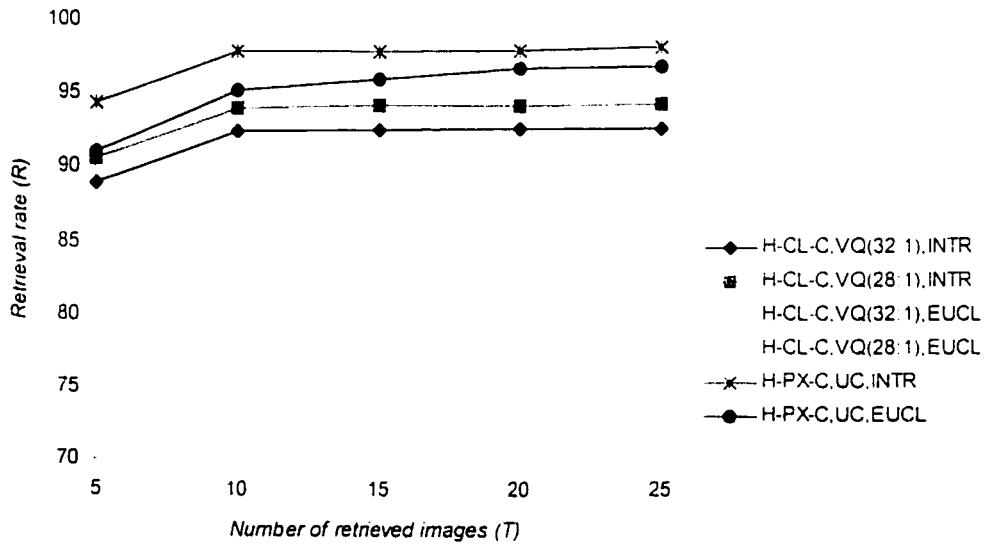 100
95
90
85
80
75
70
5 10 15 20 25
Retrieval rate (R)
Number of retrieved images (T)
H-CL-C,VQ(32:1),INTR
H-CL-C,VQ(28:1),INTR
H-CL-C,VQ(32:1),EUCL
H-CL-C,VQ(28:1),EUCL
H-PX-C,UC,INTR
H-PX-C,UC,EUCL